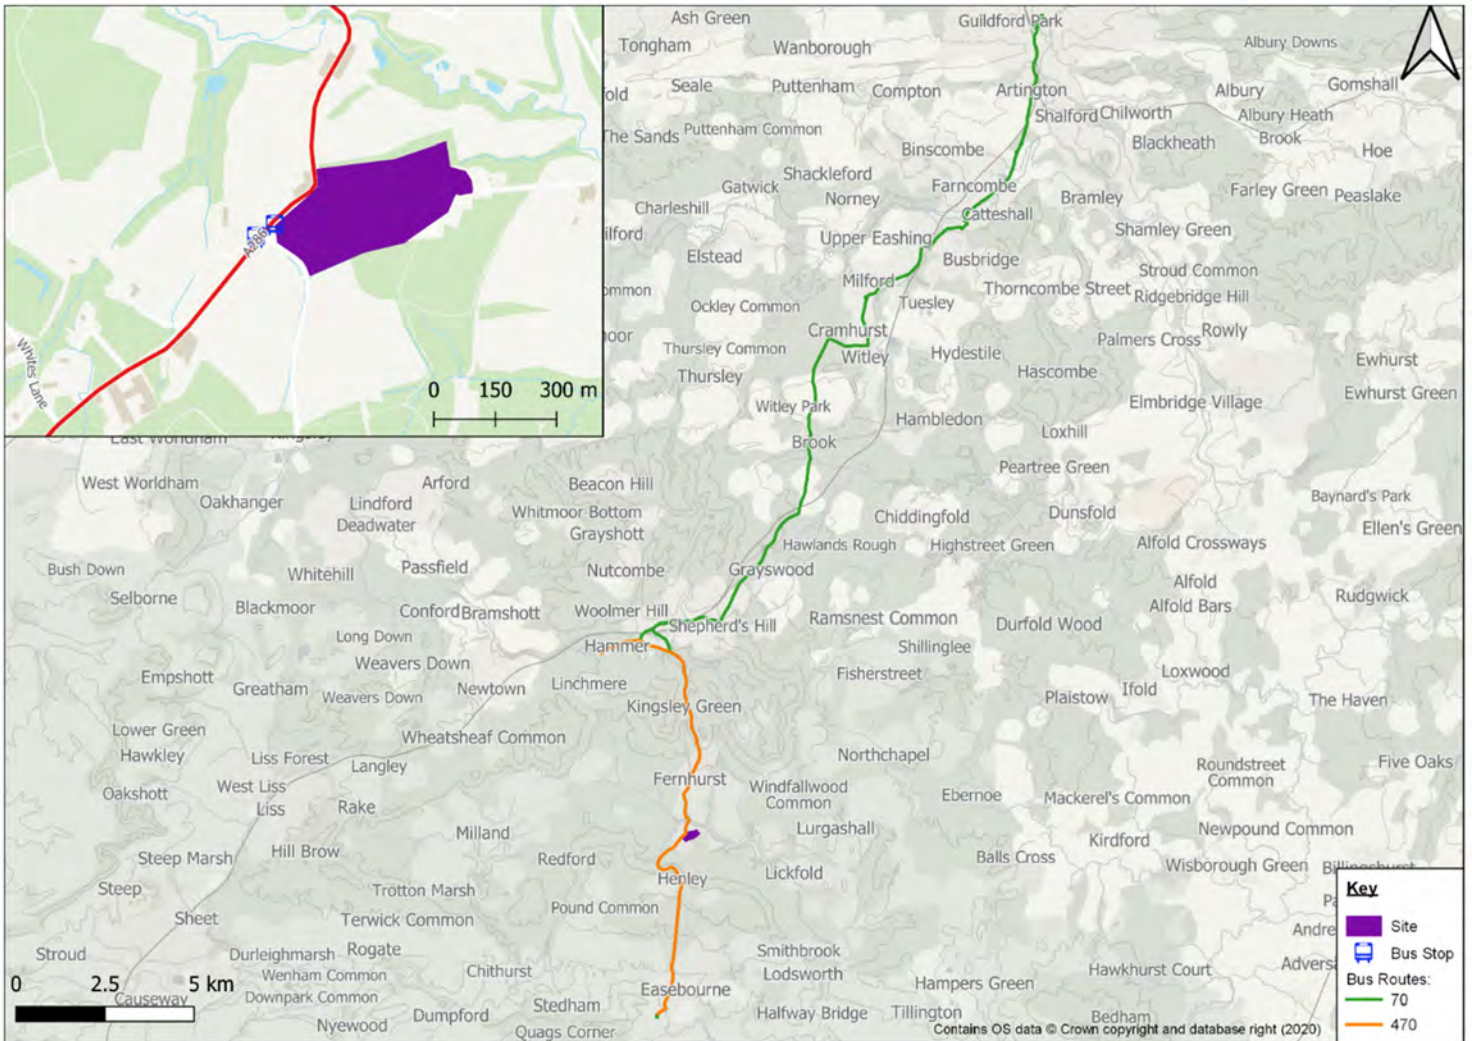 Ash Green
Guildford Park
Tongham
Wanborough
Albury Downs
Seale
Puttenham
Compton
Artington
Albury
Gomshall
Shalford
Chilworth
Albury Heath
The Sands
Puttenham Common
Blackheath
Brook
Binscombe
Hoe
Shackleford
Gatwick
Farncombe
Norney
Bramley
Farley Green
Peaslake
Charleshill
Catteshall
Upper Eashing
Shamley Green
Elstead
Busbridge
Stroud Common
Milford
Thorncombe Street
Ockley Common
Tuesley
Ridgebridge Hill
Cramhurst
Rowly
Thursley Common
Witley
Hydestile
Palmers Cross
Ewhurst
Thursley
Hascombe
Ewhurst Green
Witley Park
Hambledon
Elmbridge Village
Brook
Loxhill
Peartree Green
A286
Whites Lane
0 150 300 m
East Worldham
West Worldham
Oakhanger
Arford
Lindford
Deadwater
Beacon Hill
Whitmoor Bottom
Grayshott
Baynard's Park
Chiddingfold
Dunsfold
Ellen's Green
Hawlands Rough
Highstreet Green
Alfold Crossways
Bush Down
Whitehill
Passfield
Nutcombe
Grayswood
Alfold
Selborne
Blackmoor
Conford
Bramshott
Woolmer Hill
Alfold Bars
Rudgwick
Shepherd's Hill
Ramsnest Common
Durfold Wood
Long Down
Hammer
Shillinglee
Weavers Down
Empshott
Greatham
Weavers Down
Newtown
Linchmere
Fisherstreet
Loxwood
Plaistow
Ifold
The Haven
Kingsley Green
Lower Green
Hawkley
Wheatsheaf Common
Liss Forest
Langley
Northchapel
Roundstreet
Common
Five Oaks
Oakshott
West Liss
Liss
Rake
Fernhurst
Windfallwood
Common
Ebernoe
Mackerel's Common
Milland
Lurgashall
Kirdford
Newpound Common
Steep Marsh
Hill Brow
Redford
Balls Cross
Wisborough Green
Billingshurst
Steep
Trotton Marsh
Henley
Lickfold
Sheet
Terwick Common
Pound Common
Stroud
Durleighmarsh
Rogate
Smithbrook
Wenham Common
Chithurst
Lodsworth
Hawkhurst Court
Downpark Common
Easebourne
Hampers Green
Causeway
Nyewood
Dumpford
Stedham
Quags Corner
Halfway Bridge
Tillington
Bedham
0 2.5 5 km
Contains OS data © Crown copyright and database right (2020)
Key
Site
Bus Stop
Bus Routes:
70
470